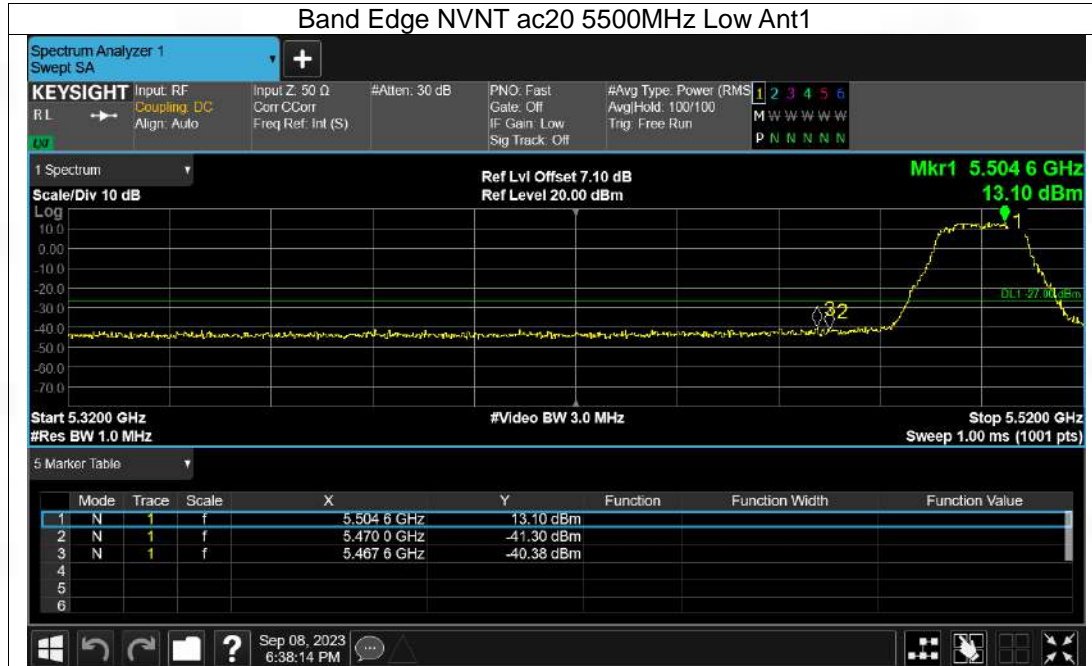 Band Edge NVNT ac20 5500MHz Low Ant1
Spectrum Analyzer 1
Swept SA
+
KEYSIGHT Input: RF Input Z: 50 Ω #Atten: 30 dB PNO: Fast #Avg Type: Power (RMS 1 2 3 4 5 6
RL Coupling: DC Corr CCorr Gate: Off Avg|Hold: 100/100 M W W W W W
Align: Auto Freq Ref: Int (S) IF Gain: Low Trig: Free Run
LXI Sig Track: Off P N N N N N
1 Spectrum Ref Lvl Offset 7.10 dB Mkr1 5.504 6 GHz
Scale/Div 10 dB Ref Level 20.00 dBm 13.10 dBm
Log
10.0
0.00
-10.0
-20.0
-30.0
-40.0
-50.0
-60.0
-70.0
1
DL1 -27.00 dBm
32
Start 5.3200 GHz #Video BW 3.0 MHz Stop 5.5200 GHz
#Res BW 1.0 MHz Sweep 1.00 ms (1001 pts)
5 Marker Table
Mode Trace Scale X Y Function Function Width Function Value
1 N 1 f 5.504 6 GHz 13.10 dBm
2 N 1 f 5.470 0 GHz -41.30 dBm
3 N 1 f 5.467 6 GHz -40.38 dBm
4
5
6
? Sep 08, 2023
6:38:14 PM